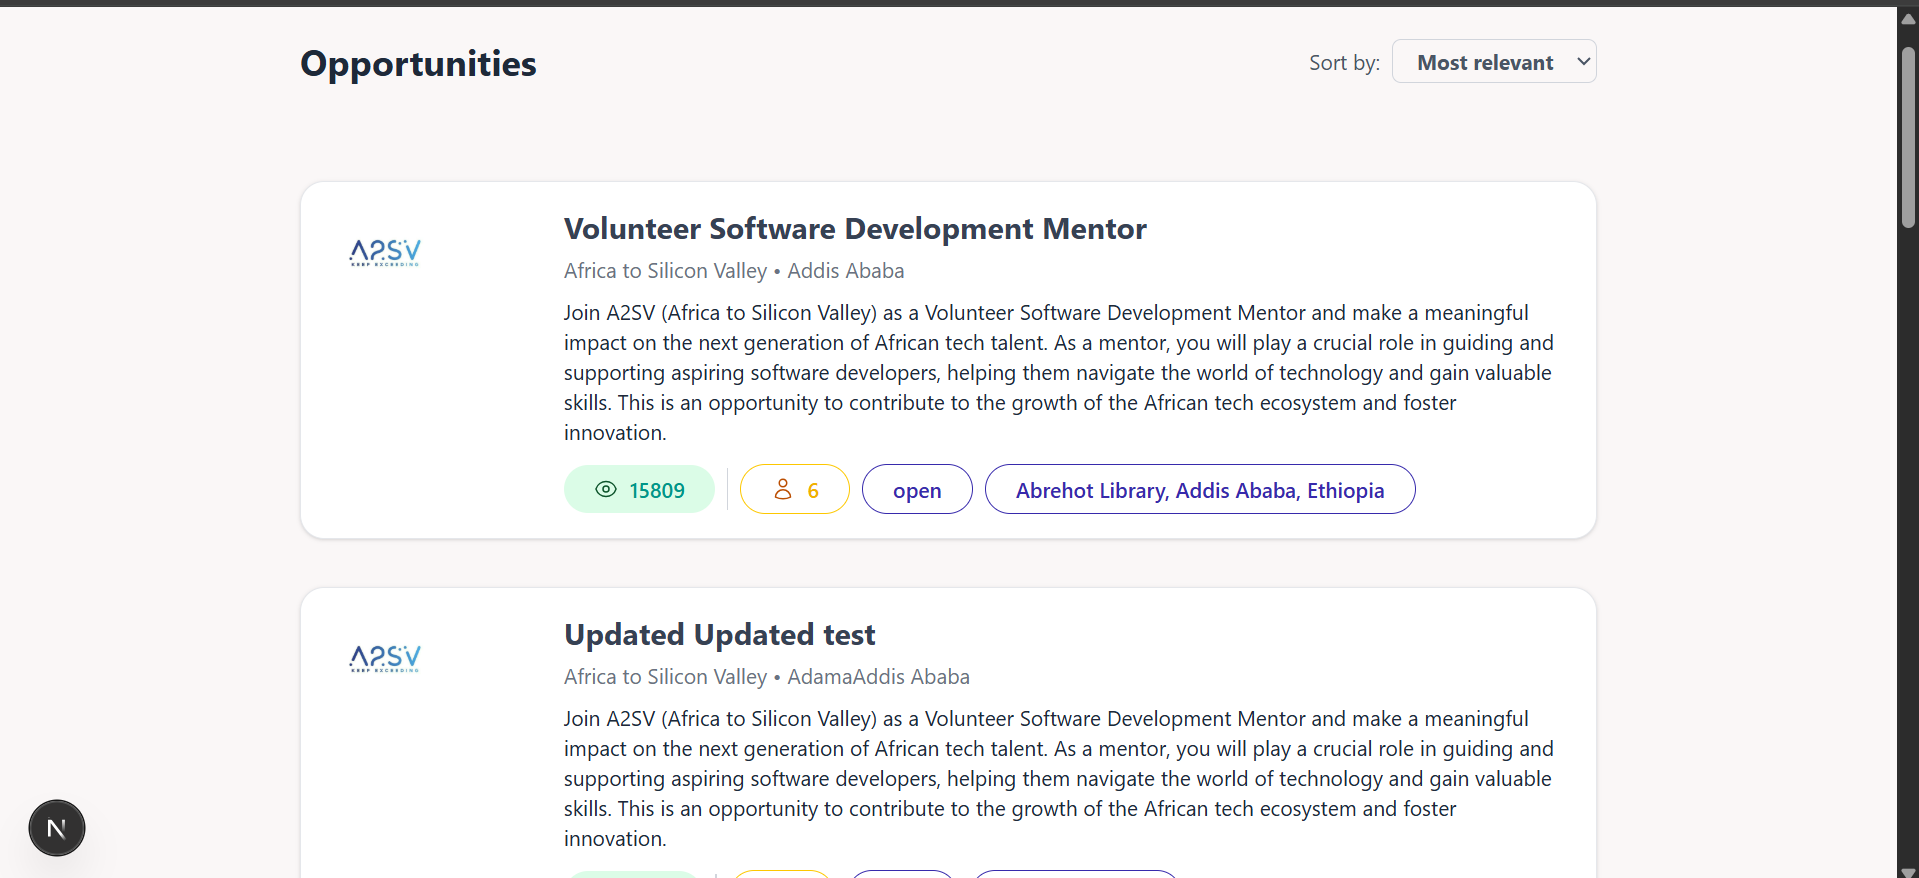 Opportunities
Sort by:
Most relevant
A2SV
KEEP EXCEEDING
Volunteer Software Development Mentor
Africa to Silicon Valley • Addis Ababa
Join A2SV (Africa to Silicon Valley) as a Volunteer Software Development Mentor and make a meaningful
impact on the next generation of African tech talent. As a mentor, you will play a crucial role in guiding and
supporting aspiring software developers, helping them navigate the world of technology and gain valuable
skills. This is an opportunity to contribute to the growth of the African tech ecosystem and foster
innovation.
15809
6
open
Abrehot Library, Addis Ababa, Ethiopia
A2SV
KEEP EXCEEDING
Updated Updated test
Africa to Silicon Valley • AdamaAddis Ababa
Join A2SV (Africa to Silicon Valley) as a Volunteer Software Development Mentor and make a meaningful
impact on the next generation of African tech talent. As a mentor, you will play a crucial role in guiding and
supporting aspiring software developers, helping them navigate the world of technology and gain valuable
skills. This is an opportunity to contribute to the growth of the African tech ecosystem and foster
innovation.
N